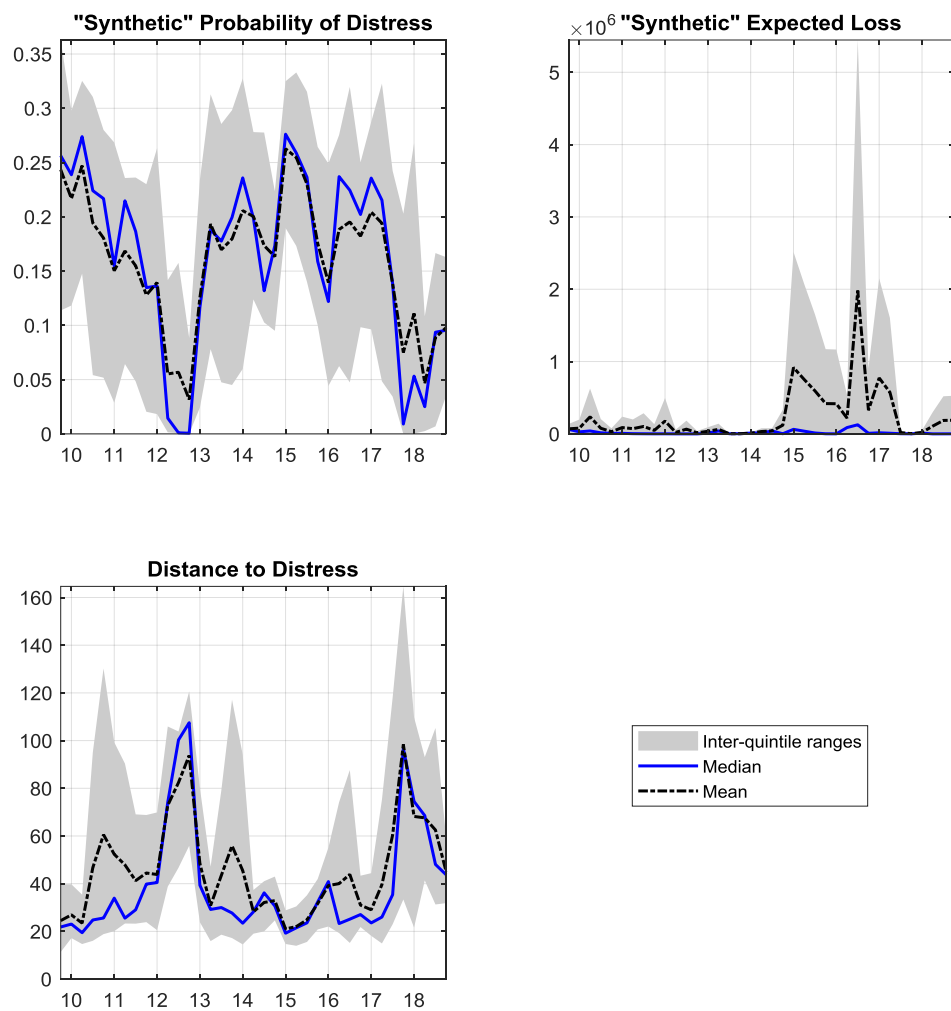 "Synthetic" Probability of Distress
0.35
0.3
0.25
0.2
0.15
0.1
0.05
0
10 11 12 13 14 15 16 17 18
×10^6 "Synthetic" Expected Loss
5
4
3
2
1
0
10 11 12 13 14 15 16 17 18
Distance to Distress
160
140
120
100
80
60
40
20
0
10 11 12 13 14 15 16 17 18
Inter-quintile ranges
Median
Mean